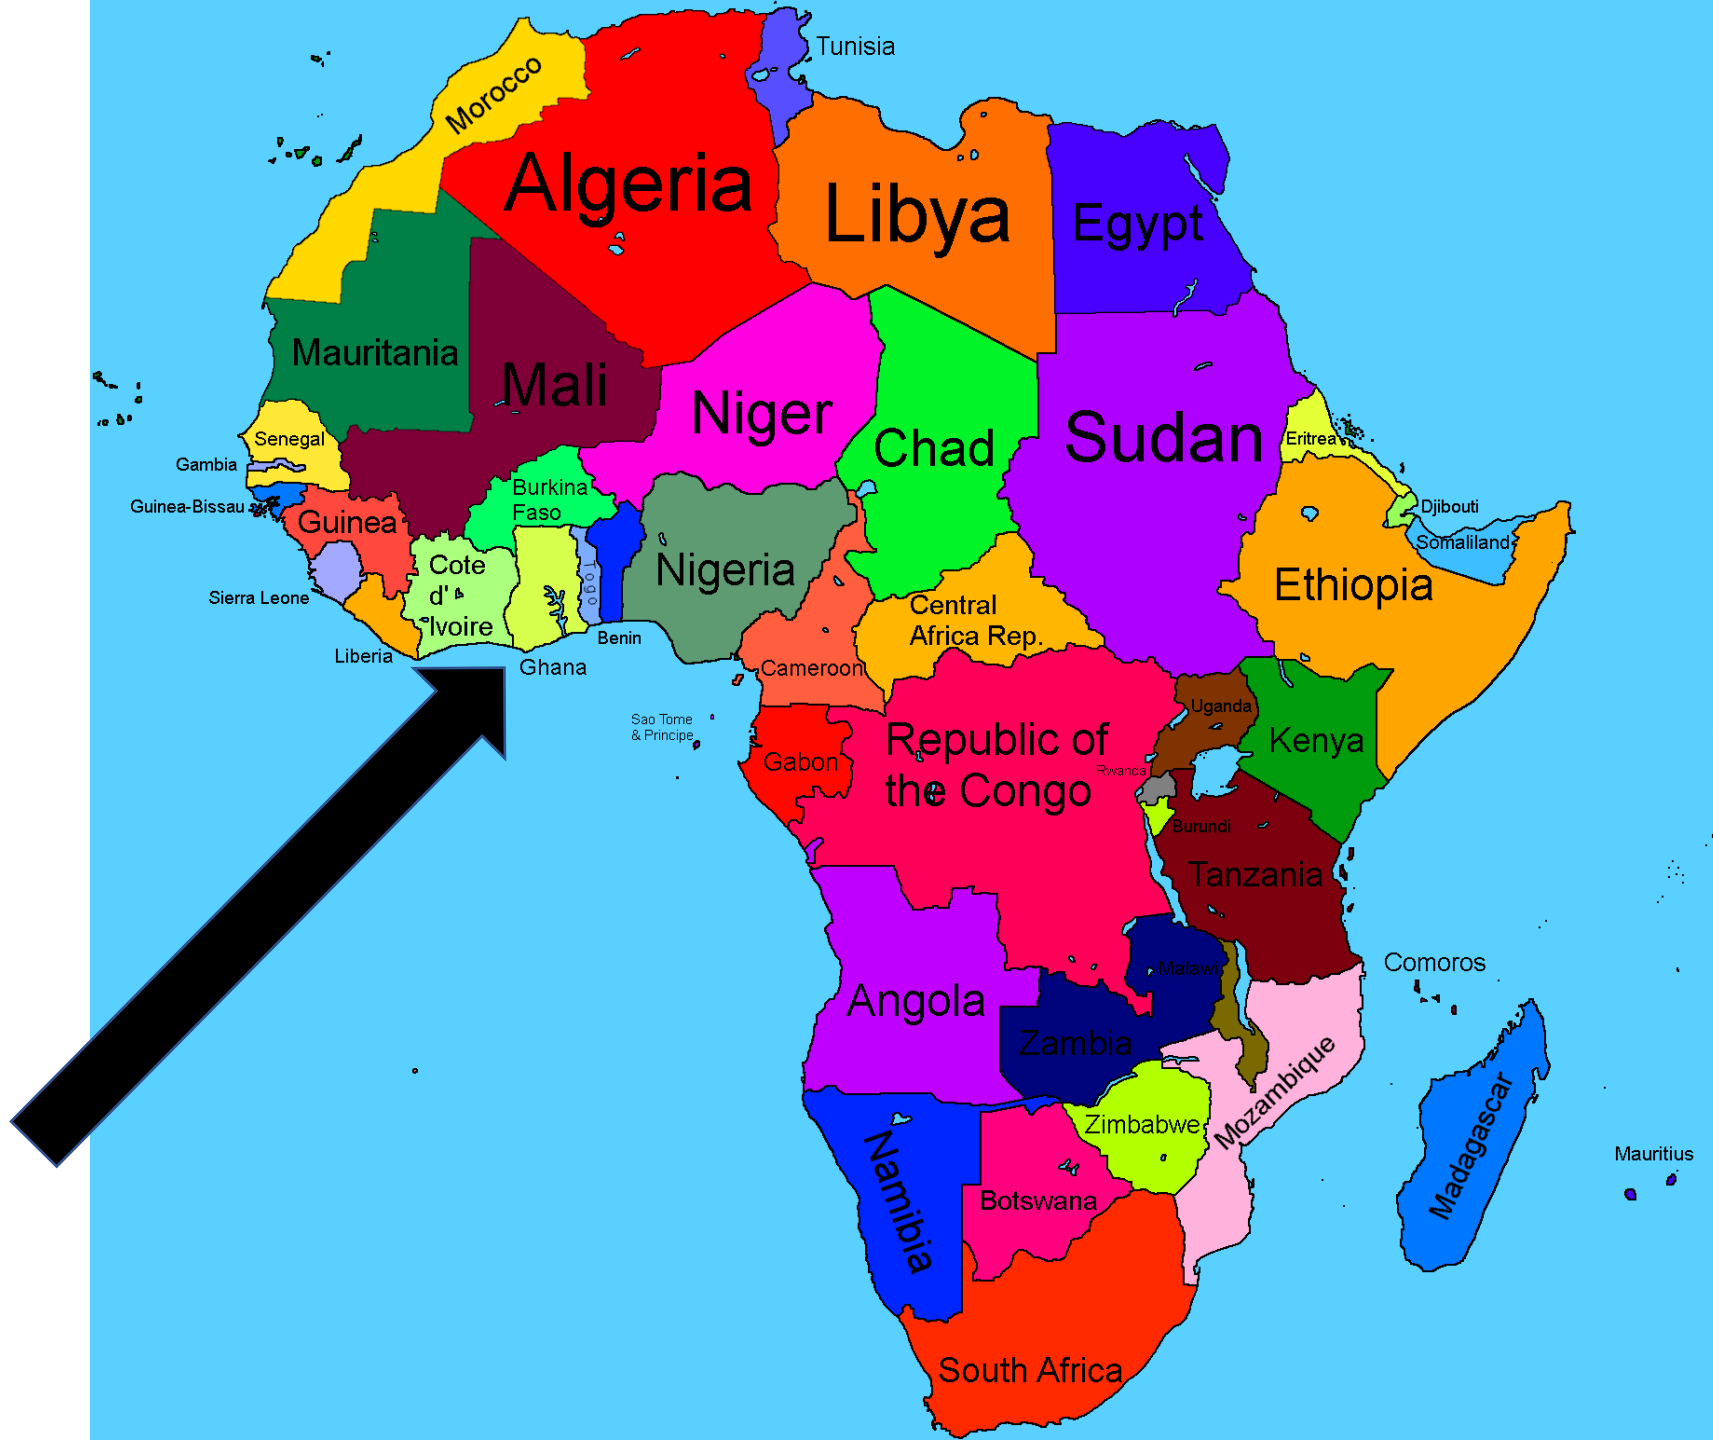 Tunisia
Morocco
Algeria
Libya
Egypt
Mauritania
Mali
Niger
Chad
Sudan
Senegal
Eritrea
Gambia
Guinea-Bissau
Guinea
Burkina
Faso
Djibouti
Somaliland
Cote
d'
Ivoire
Togo
Nigeria
Ethiopia
Sierra Leone
Central
Africa Rep.
Benin
Liberia
Ghana
Cameroon
Uganda
Sao Tome
& Principe
Gabon
Republic of
the Congo
Kenya
Rwanda
Burundi
Tanzania
Comoros
Malawi
Angola
Zambia
Mozambique
Zimbabwe
Madagascar
Mauritius
Namibia
Botswana
South Africa